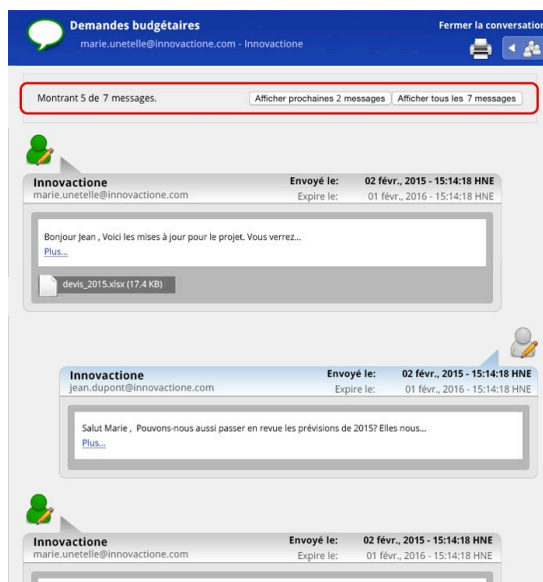 Demandes budgétaires
Fermer la conversation
marie.unetelle@innovactione.com - Innovactione
Montrant 5 de 7 messages.
Afficher prochaines 2 messages
Afficher tous les 7 messages
Innovactione
Envoyé le: 02 févr., 2015 - 15:14:18 HNE
marie.unetelle@innovactione.com
Expire le: 01 févr., 2016 - 15:14:18 HNE
Bonjour Jean , Voici les mises à jour pour le projet. Vous verrez...
Plus...
devis_2015.xlsx (17.4 KB)
Innovactione
Envoyé le: 02 févr., 2015 - 15:14:18 HNE
jean.dupont@innovactione.com
Expire le: 01 févr., 2016 - 15:14:18 HNE
Salut Marie , Pouvons-nous aussi passer en revue les prévisions de 2015? Elles nous...
Plus...
Innovactione
Envoyé le: 02 févr., 2015 - 15:14:18 HNE
marie.unetelle@innovactione.com
Expire le: 01 févr., 2016 - 15:14:18 HNE